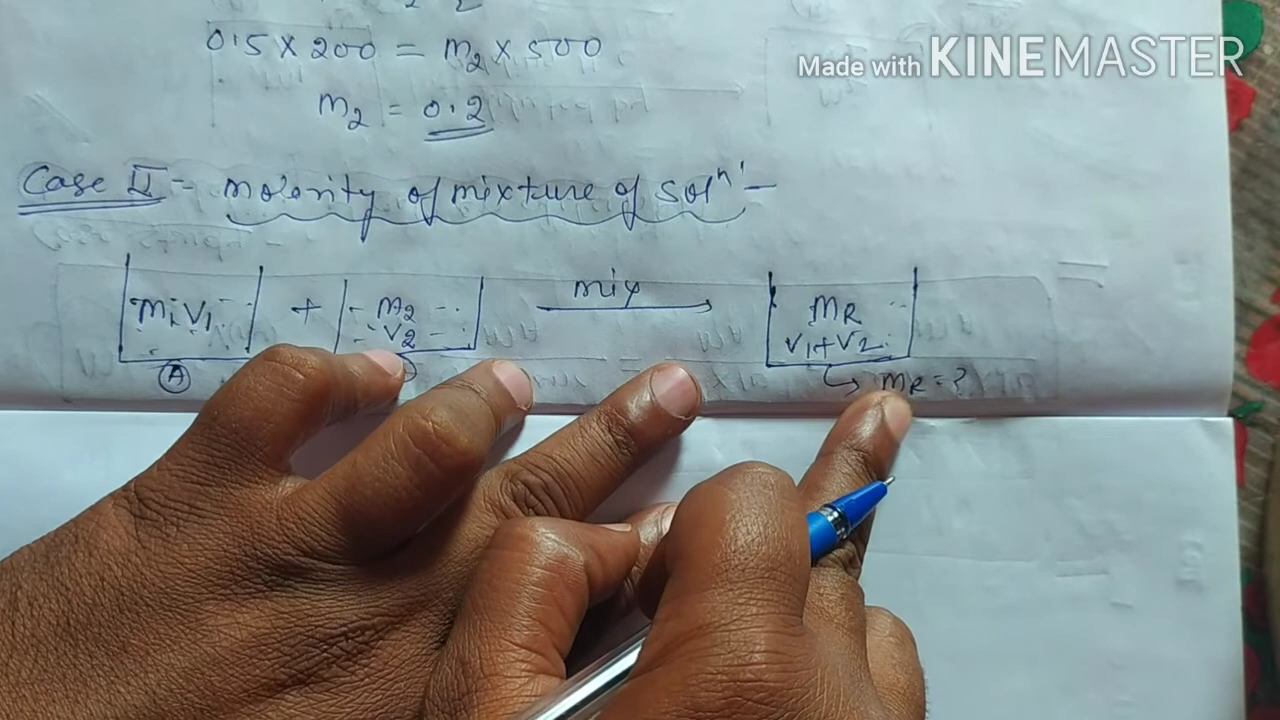 Made with KINEMASTER
0.5 × 200 = M2 × 500
M2 = 0.2
Case II - Molarity of mixture of solⁿ -
M1V1 + M2 mix MR
V2 V1+V2
A MR = ?